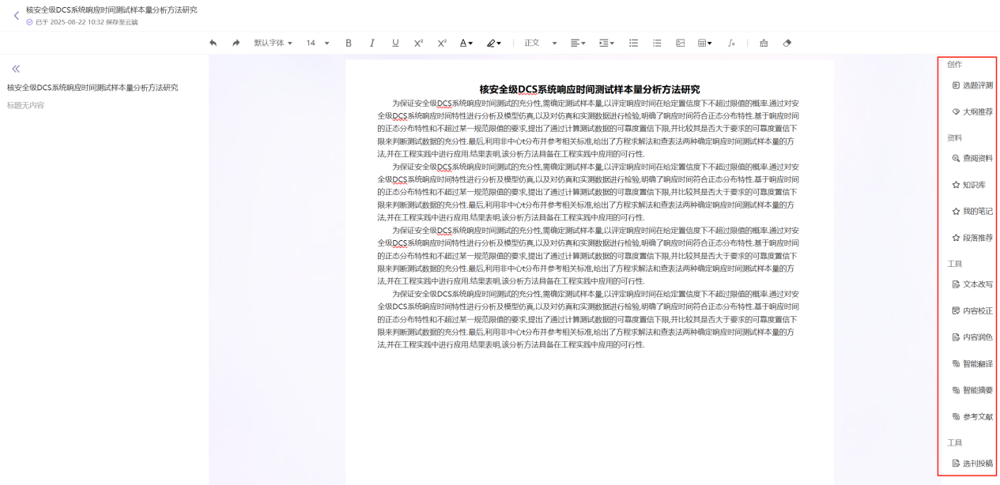 核安全级DCS系统响应时间测试样本量分析方法研究
已于 2025-08-22 10:32 保存至云端
默认字体 14 B I U X² X² A 正文
核安全级DCS系统响应时间测试样本量分析方法研究
标题无内容
核安全级DCS系统响应时间测试样本量分析方法研究
为保证安全级DCS系统响应时间测试的充分性,需确定测试样本量,以评定响应时间在给定置信度下不超过限值的概率.通过对安
全级DCS系统响应时间特性进行分析及模型仿真,以及对仿真和实测数据进行检验,明确了响应时间符合正态分布特性.基于响应时间
的正态分布特性和不超过某一规范限值的要求,提出了通过计算测试数据的可靠度置信下限,并比较其是否大于要求的可靠度置信下
限来判断测试数据的充分性.最后,利用非中心t分布并参考相关标准,给出了方程求解法和查表法两种确定响应时间测试样本量的方
法,并在工程实践中进行应用.结果表明,该分析方法具备在工程实践中应用的可行性.
为保证安全级DCS系统响应时间测试的充分性,需确定测试样本量,以评定响应时间在给定置信度下不超过限值的概率.通过对安
全级DCS系统响应时间特性进行分析及模型仿真,以及对仿真和实测数据进行检验,明确了响应时间符合正态分布特性.基于响应时间
的正态分布特性和不超过某一规范限值的要求,提出了通过计算测试数据的可靠度置信下限,并比较其是否大于要求的可靠度置信下
限来判断测试数据的充分性.最后,利用非中心t分布并参考相关标准,给出了方程求解法和查表法两种确定响应时间测试样本量的方
法,并在工程实践中进行应用.结果表明,该分析方法具备在工程实践中应用的可行性.
为保证安全级DCS系统响应时间测试的充分性,需确定测试样本量,以评定响应时间在给定置信度下不超过限值的概率.通过对安
全级DCS系统响应时间特性进行分析及模型仿真,以及对仿真和实测数据进行检验,明确了响应时间符合正态分布特性.基于响应时间
的正态分布特性和不超过某一规范限值的要求,提出了通过计算测试数据的可靠度置信下限,并比较其是否大于要求的可靠度置信下
限来判断测试数据的充分性.最后,利用非中心t分布并参考相关标准,给出了方程求解法和查表法两种确定响应时间测试样本量的方
法,并在工程实践中进行应用.结果表明,该分析方法具备在工程实践中应用的可行性.
为保证安全级DCS系统响应时间测试的充分性,需确定测试样本量,以评定响应时间在给定置信度下不超过限值的概率.通过对安
全级DCS系统响应时间特性进行分析及模型仿真,以及对仿真和实测数据进行检验,明确了响应时间符合正态分布特性.基于响应时间
的正态分布特性和不超过某一规范限值的要求,提出了通过计算测试数据的可靠度置信下限,并比较其是否大于要求的可靠度置信下
限来判断测试数据的充分性.最后,利用非中心t分布并参考相关标准,给出了方程求解法和查表法两种确定响应时间测试样本量的方
法,并在工程实践中进行应用.结果表明,该分析方法具备在工程实践中应用的可行性.
创作
选题评测
大纲推荐
资料
查阅资料
知识库
我的笔记
段落推荐
工具
文本改写
内容校正
内容润色
智能翻译
智能摘要
参考文献
工具
选刊投稿